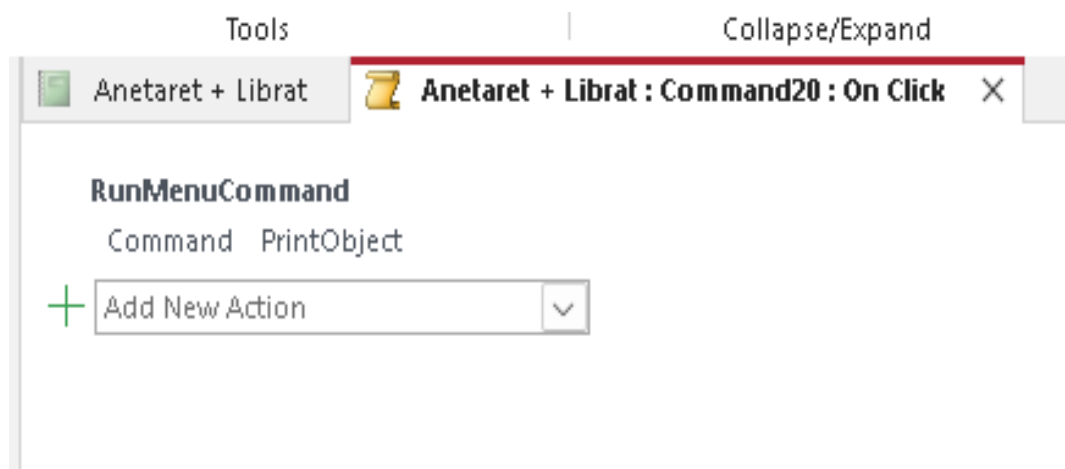 Tools Collapse/Expand
Anetaret + Librat Anetaret + Librat : Command20 : On Click
RunMenuCommand
Command PrintObject
Add New Action